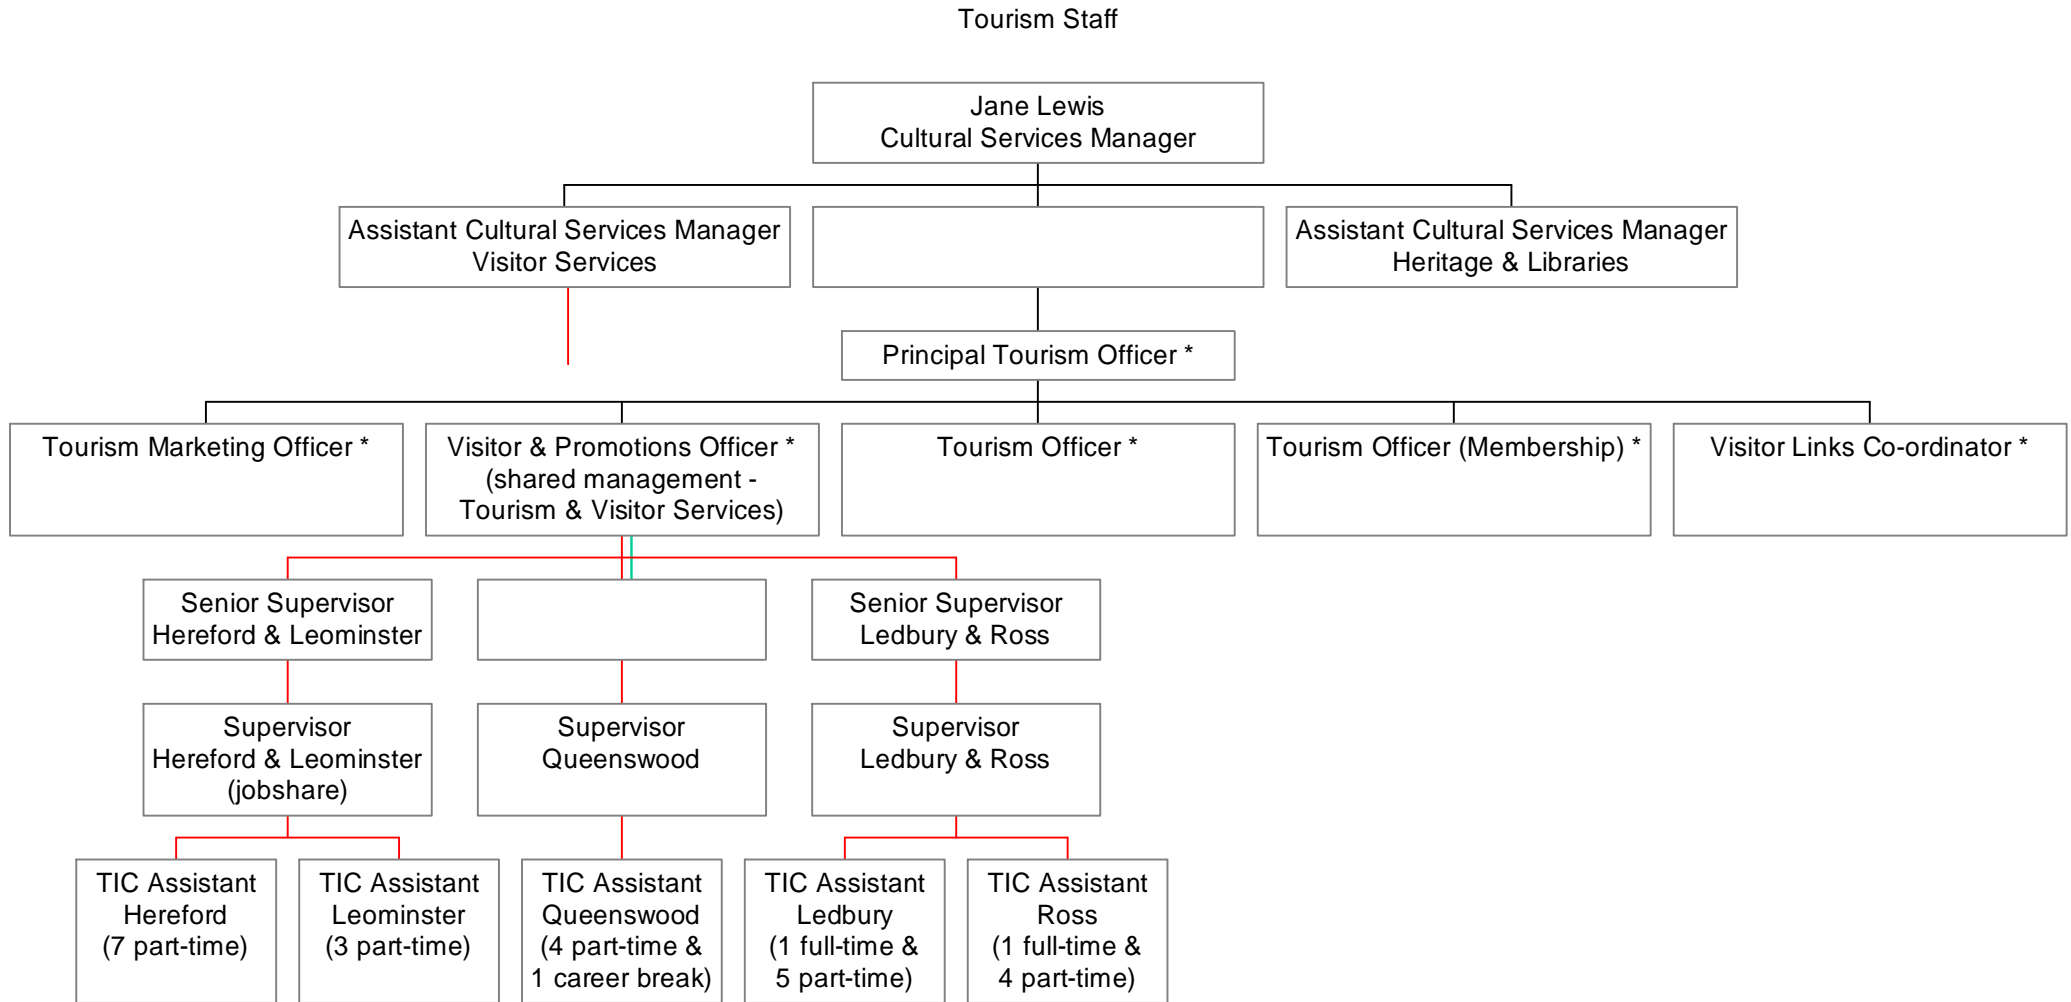 Tourism Staff
Jane Lewis
Cultural Services Manager
Assistant Cultural Services Manager
Visitor Services
Assistant Cultural Services Manager
Heritage & Libraries
Principal Tourism Officer *
Tourism Marketing Officer *
Visitor & Promotions Officer *
(shared management -
Tourism & Visitor Services)
Tourism Officer *
Tourism Officer (Membership) *
Visitor Links Co-ordinator *
Senior Supervisor
Hereford & Leominster
Senior Supervisor
Ledbury & Ross
Supervisor
Hereford & Leominster
(jobshare)
Supervisor
Queenswood
Supervisor
Ledbury & Ross
TIC Assistant
Hereford
(7 part-time)
TIC Assistant
Leominster
(3 part-time)
TIC Assistant
Queenswood
(4 part-time &
1 career break)
TIC Assistant
Ledbury
(1 full-time &
5 part-time)
TIC Assistant
Ross
(1 full-time &
4 part-time)